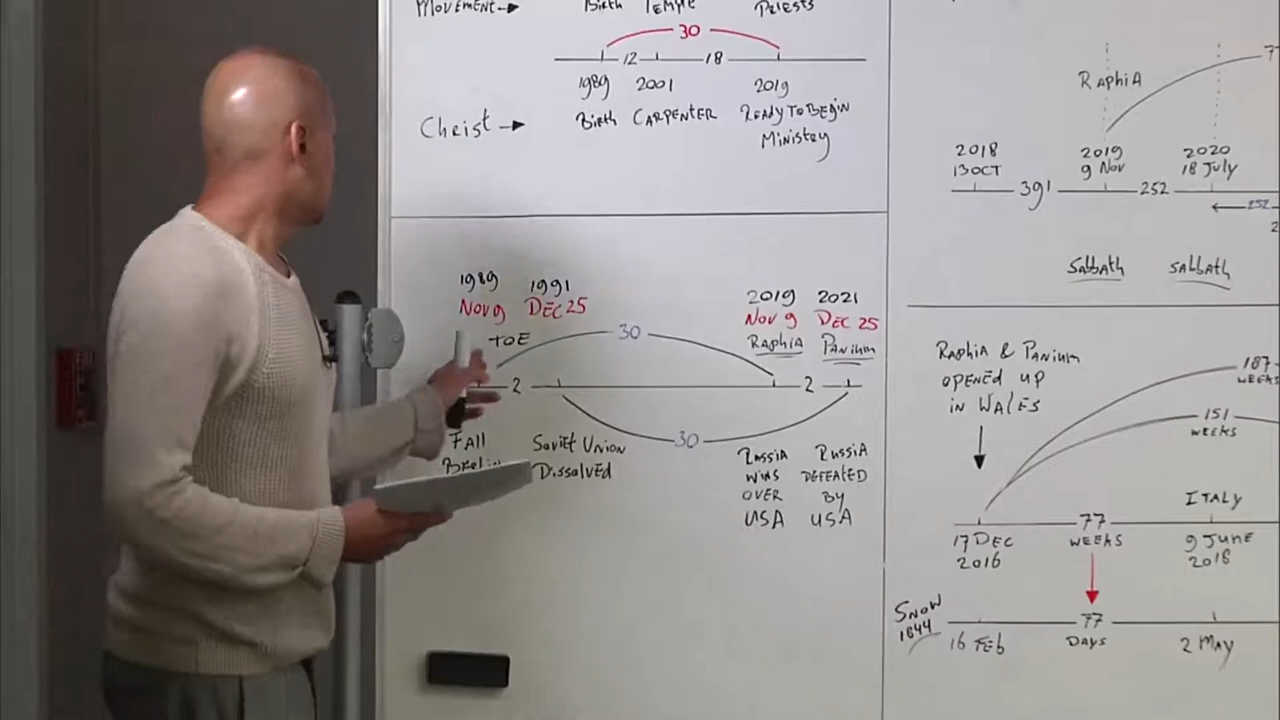 Movement →
Birth Temple Priests
30
12 18
1989 2001 2019
Christ → Birth CARPENTER Ready To Begin
Ministry
1989 1991
Nov 9 DEC 25
TOE
30
2
Fall
Berlin
Soviet Union
Dissolved
2019 2021
Nov 9 DEC 25
Raphia Panium
2
30
Russia
wins
over
USA
Russia
DEFEATED
By
USA
Raphia
2018
13 OCT
2019
9 Nov
2020
18 July
391 252
← 252
Sabbath Sabbath
Raphia & Panium
opened up
in Wales
187
WEEKS
151
WEEKS
ITALY
77
WEEKS
17 DEC
2016
9 June
2018
Snow
1844
77
16 Feb DAYS 2 May